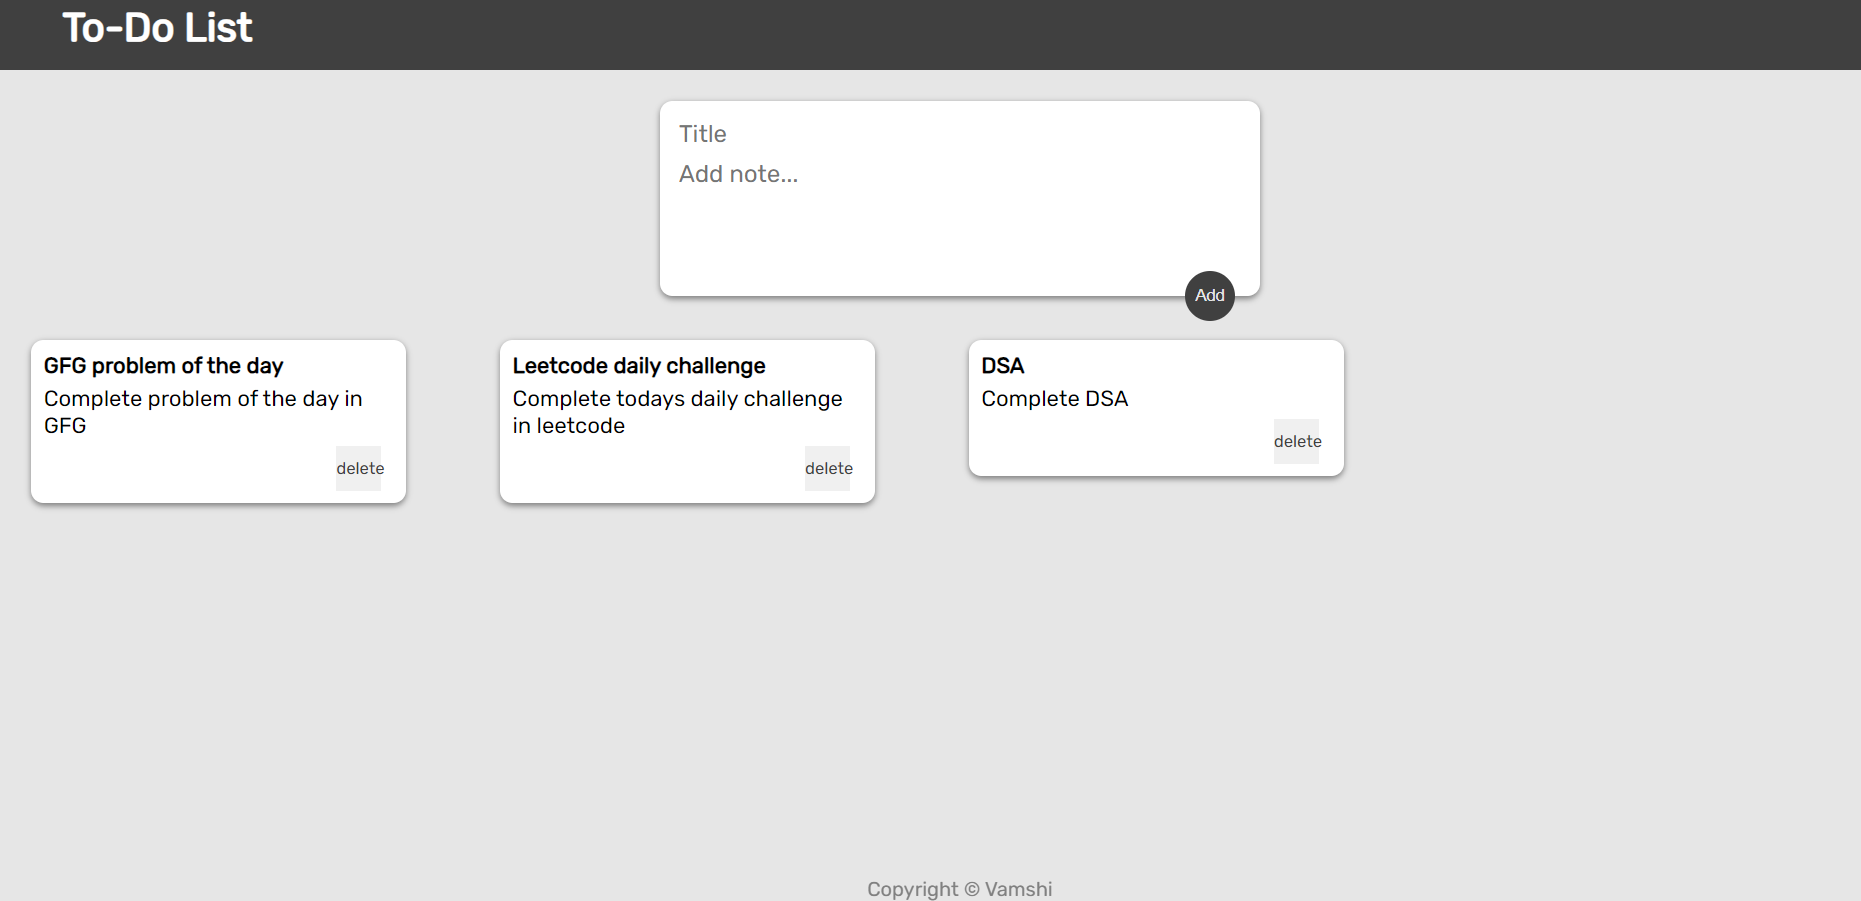 To-Do List
Title
Add note...
Add
GFG problem of the day
Complete problem of the day in
GFG
delete
Leetcode daily challenge
Complete todays daily challenge
in leetcode
delete
DSA
Complete DSA
delete
Copyright © Vamshi